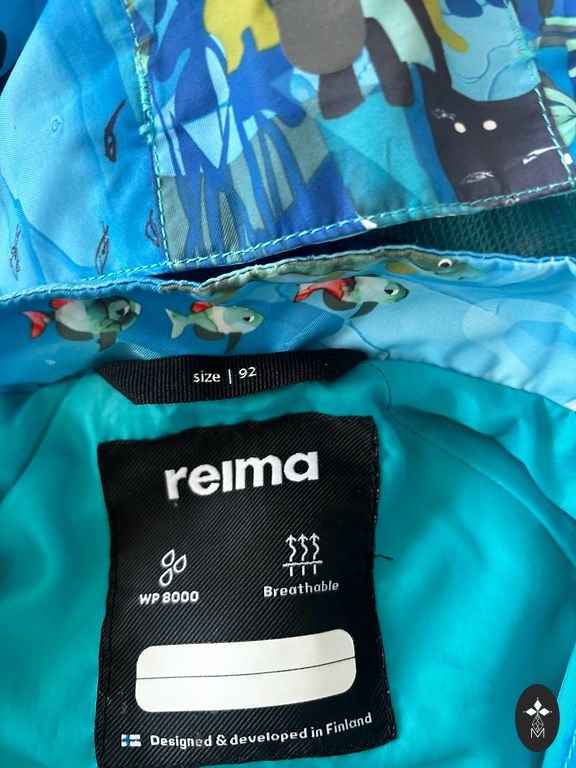 size | 92
reima
WP 8000
Breathable
Designed & developed in Finland
M